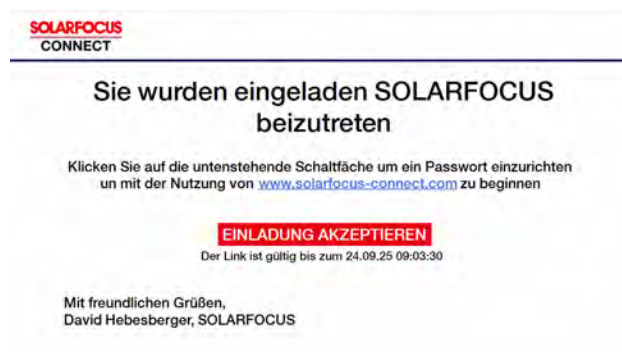 SOLARFOCUS
CONNECT
Sie wurden eingeladen SOLARFOCUS
beizutreten
Klicken Sie auf die untenstehende Schaltfäche um ein Passwort einzurichten
un mit der Nutzung von www.solarfocus-connect.com zu beginnen
EINLADUNG AKZEPTIEREN
Der Link ist gültig bis zum 24.09.25 09:03:30
Mit freundlichen Grüßen,
David Hebesberger, SOLARFOCUS